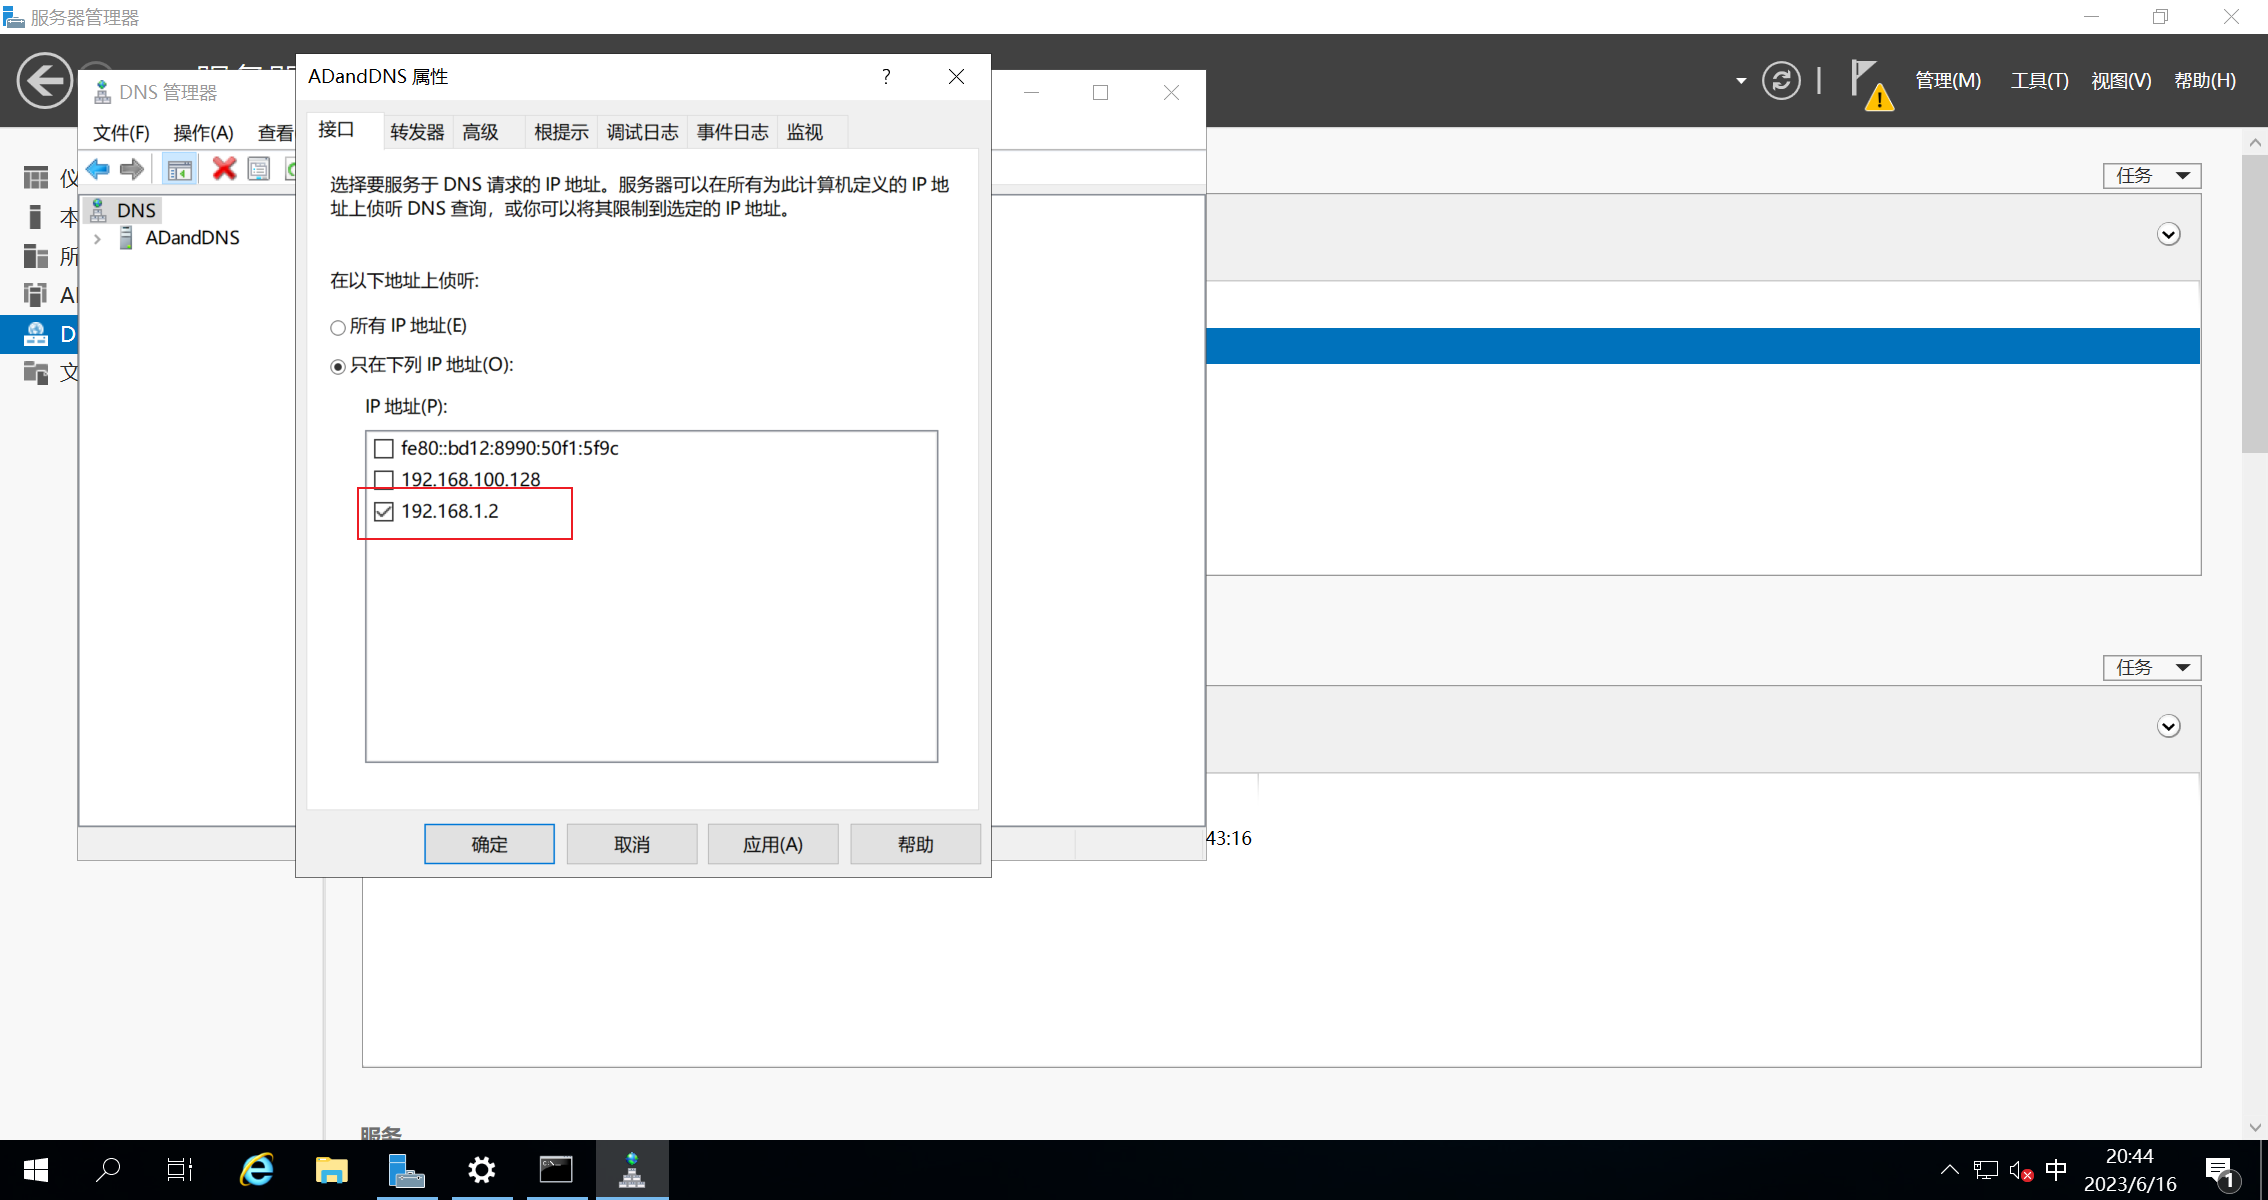 服务器管理器
管理(M) 工具(T) 视图(V) 帮助(H)
DNS 管理器
文件(F) 操作(A) 查看
DNS
ADandDNS
仪
本
所
D
文
ADandDNS 属性
?
接口 转发器 高级 根提示 调试日志 事件日志 监视
选择要服务于 DNS 请求的 IP 地址。服务器可以在所有为此计算机定义的 IP 地
址上侦听 DNS 查询，或你可以将其限制到选定的 IP 地址。
在以下地址上侦听:
所有 IP 地址(E)
只在下列 IP 地址(O):
IP 地址(P):
fe80::bd12:8990:50f1:5f9c
192.168.100.128
192.168.1.2
确定 取消 应用(A) 帮助
任务
任务
43:16
服务
中
20:44
2023/6/16
1